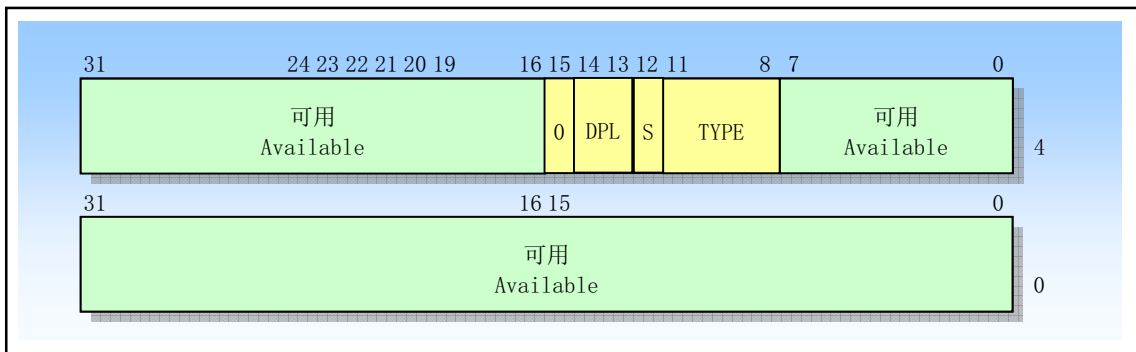 31 24 23 22 21 20 19 16 15 14 13 12 11 8 7 0
可用 0 DPL S TYPE 可用
Available Available 4
31 16 15 0
可用
Available
0